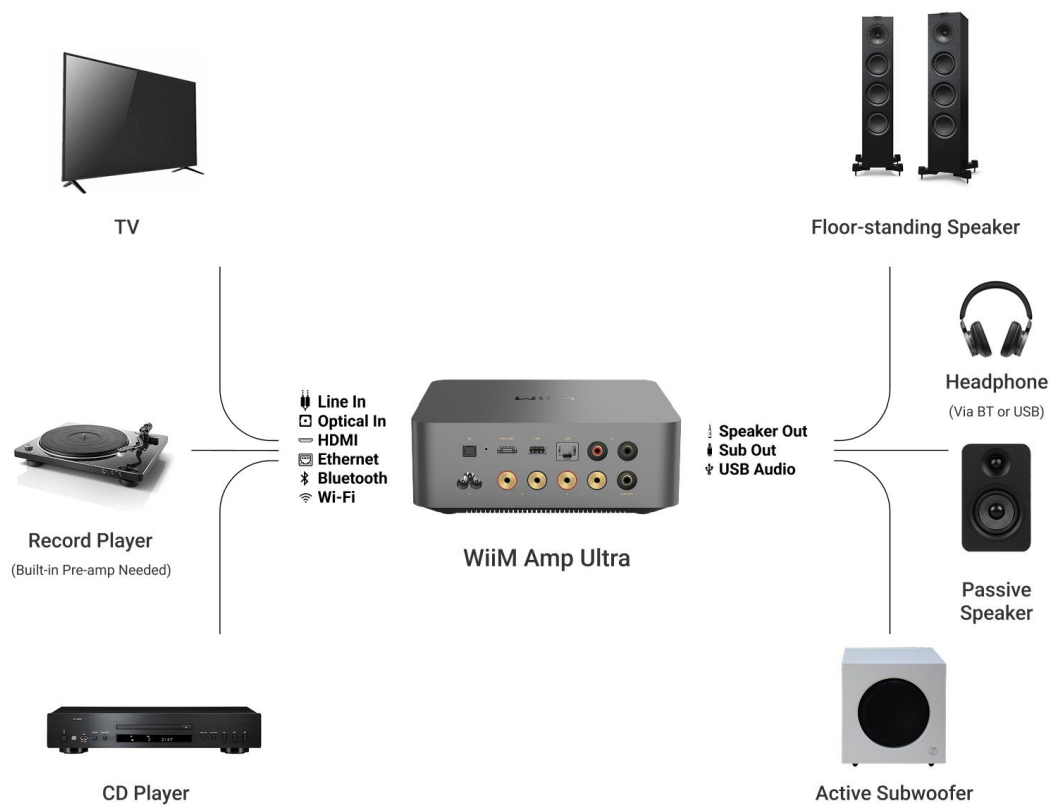 TV
Floor-standing Speaker
Line In
Optical In
HDMI
Ethernet
Bluetooth
Wi-Fi
WiiM
WiiM Amp Ultra
Speaker Out
Sub Out
USB Audio
Headphone
(Via BT or USB)
Record Player
(Built-in Pre-amp Needed)
Passive
Speaker
CD Player
Active Subwoofer